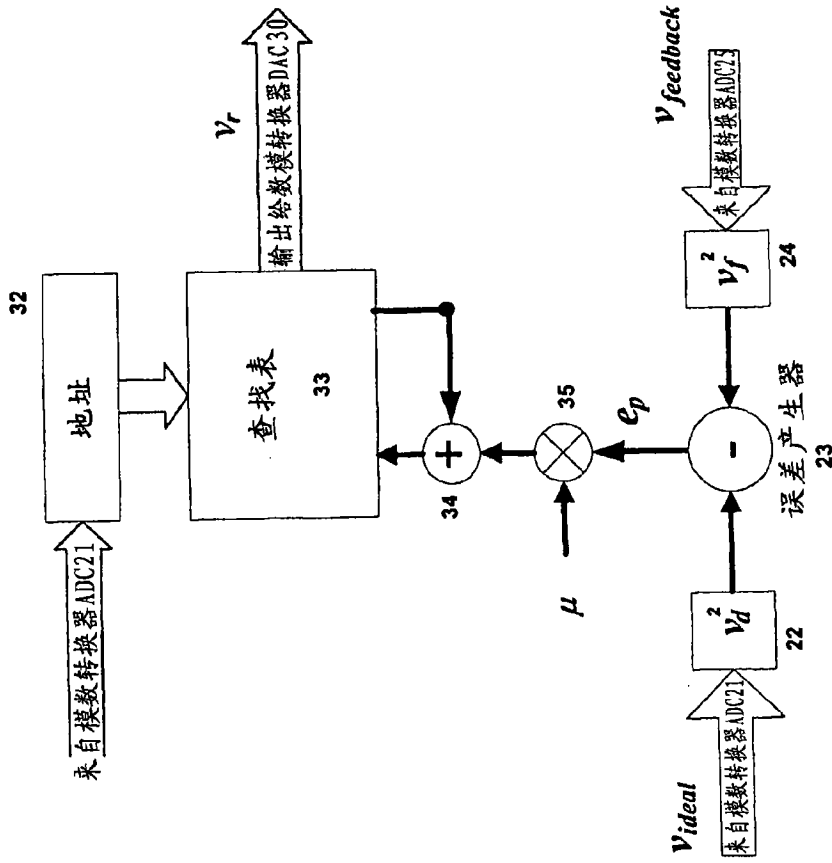 来自模数转换器ADC21
地址
32
查找表
33
v_r
输出给数模转换器DAC30
+
34
35
μ
e_p
-
误差产生器
23
v_d^2
22
v_ideal
来自模数转换器ADC21
v_f^2
24
v_feedback
来自模数转换器ADC25